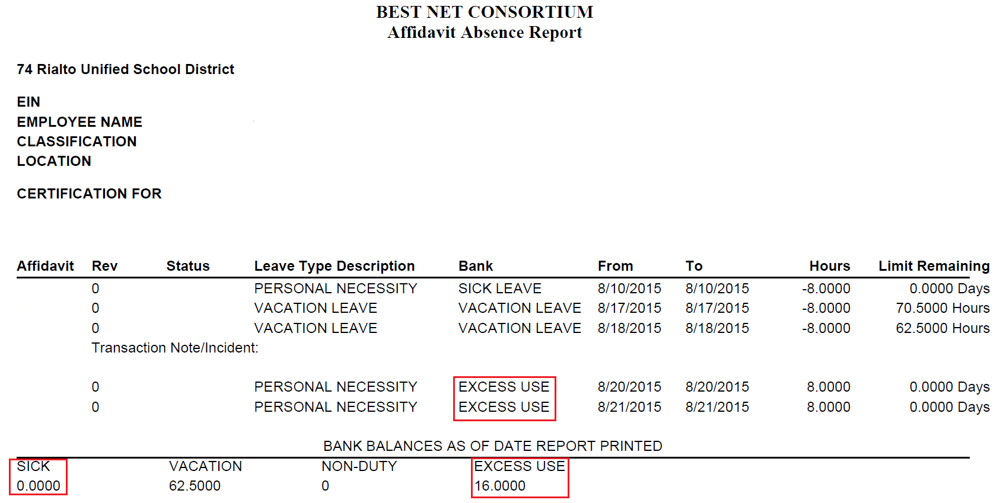 BEST NET CONSORTIUM
Affidavit Absence Report
74 Rialto Unified School District
EIN
EMPLOYEE NAME
CLASSIFICATION
LOCATION
CERTIFICATION FOR
Affidavit Rev Status Leave Type Description Bank From To Hours Limit Remaining
0 PERSONAL NECESSITY SICK LEAVE 8/10/2015 8/10/2015 -8.0000 0.0000 Days
0 VACATION LEAVE VACATION LEAVE 8/17/2015 8/17/2015 -8.0000 70.5000 Hours
0 VACATION LEAVE VACATION LEAVE 8/18/2015 8/18/2015 -8.0000 62.5000 Hours
Transaction Note/Incident:
0 PERSONAL NECESSITY EXCESS USE 8/20/2015 8/20/2015 8.0000 0.0000 Days
0 PERSONAL NECESSITY EXCESS USE 8/21/2015 8/21/2015 8.0000 0.0000 Days
BANK BALANCES AS OF DATE REPORT PRINTED
SICK VACATION NON-DUTY EXCESS USE
0.0000 62.5000 0 16.0000